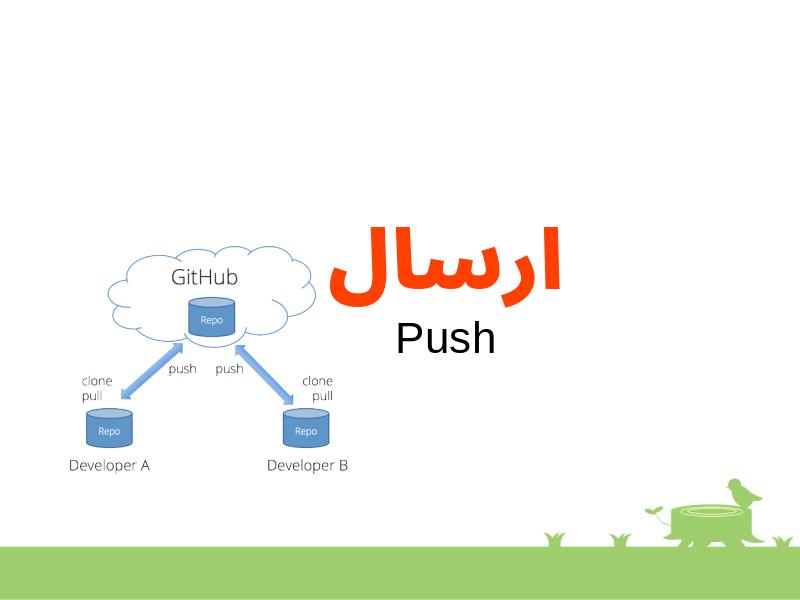 ارسال
Push
GitHub
Repo
push push
clone clone
pull pull
Repo Repo
Developer A Developer B